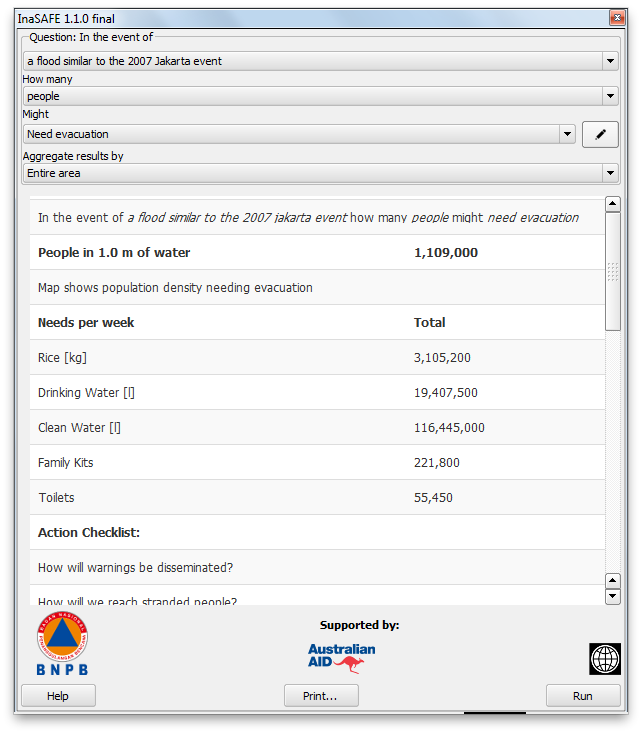 InaSAFE 1.1.0 final
Question: In the event of
a flood similar to the 2007 Jakarta event
How many
people
Might
Need evacuation
Aggregate results by
Entire area
In the event of a flood similar to the 2007 jakarta event how many people might need evacuation
People in 1.0 m of water 1,109,000
Map shows population density needing evacuation
Needs per week Total
Rice [kg] 3,105,200
Drinking Water [l] 19,407,500
Clean Water [l] 116,445,000
Family Kits 221,800
Toilets 55,450
Action Checklist:
How will warnings be disseminated?
How will we reach stranded people?
BADAN NASIONAL
PENANGGULANGAN BENCANA
BNPB
Supported by:
Australian
AID
Help Print... Run